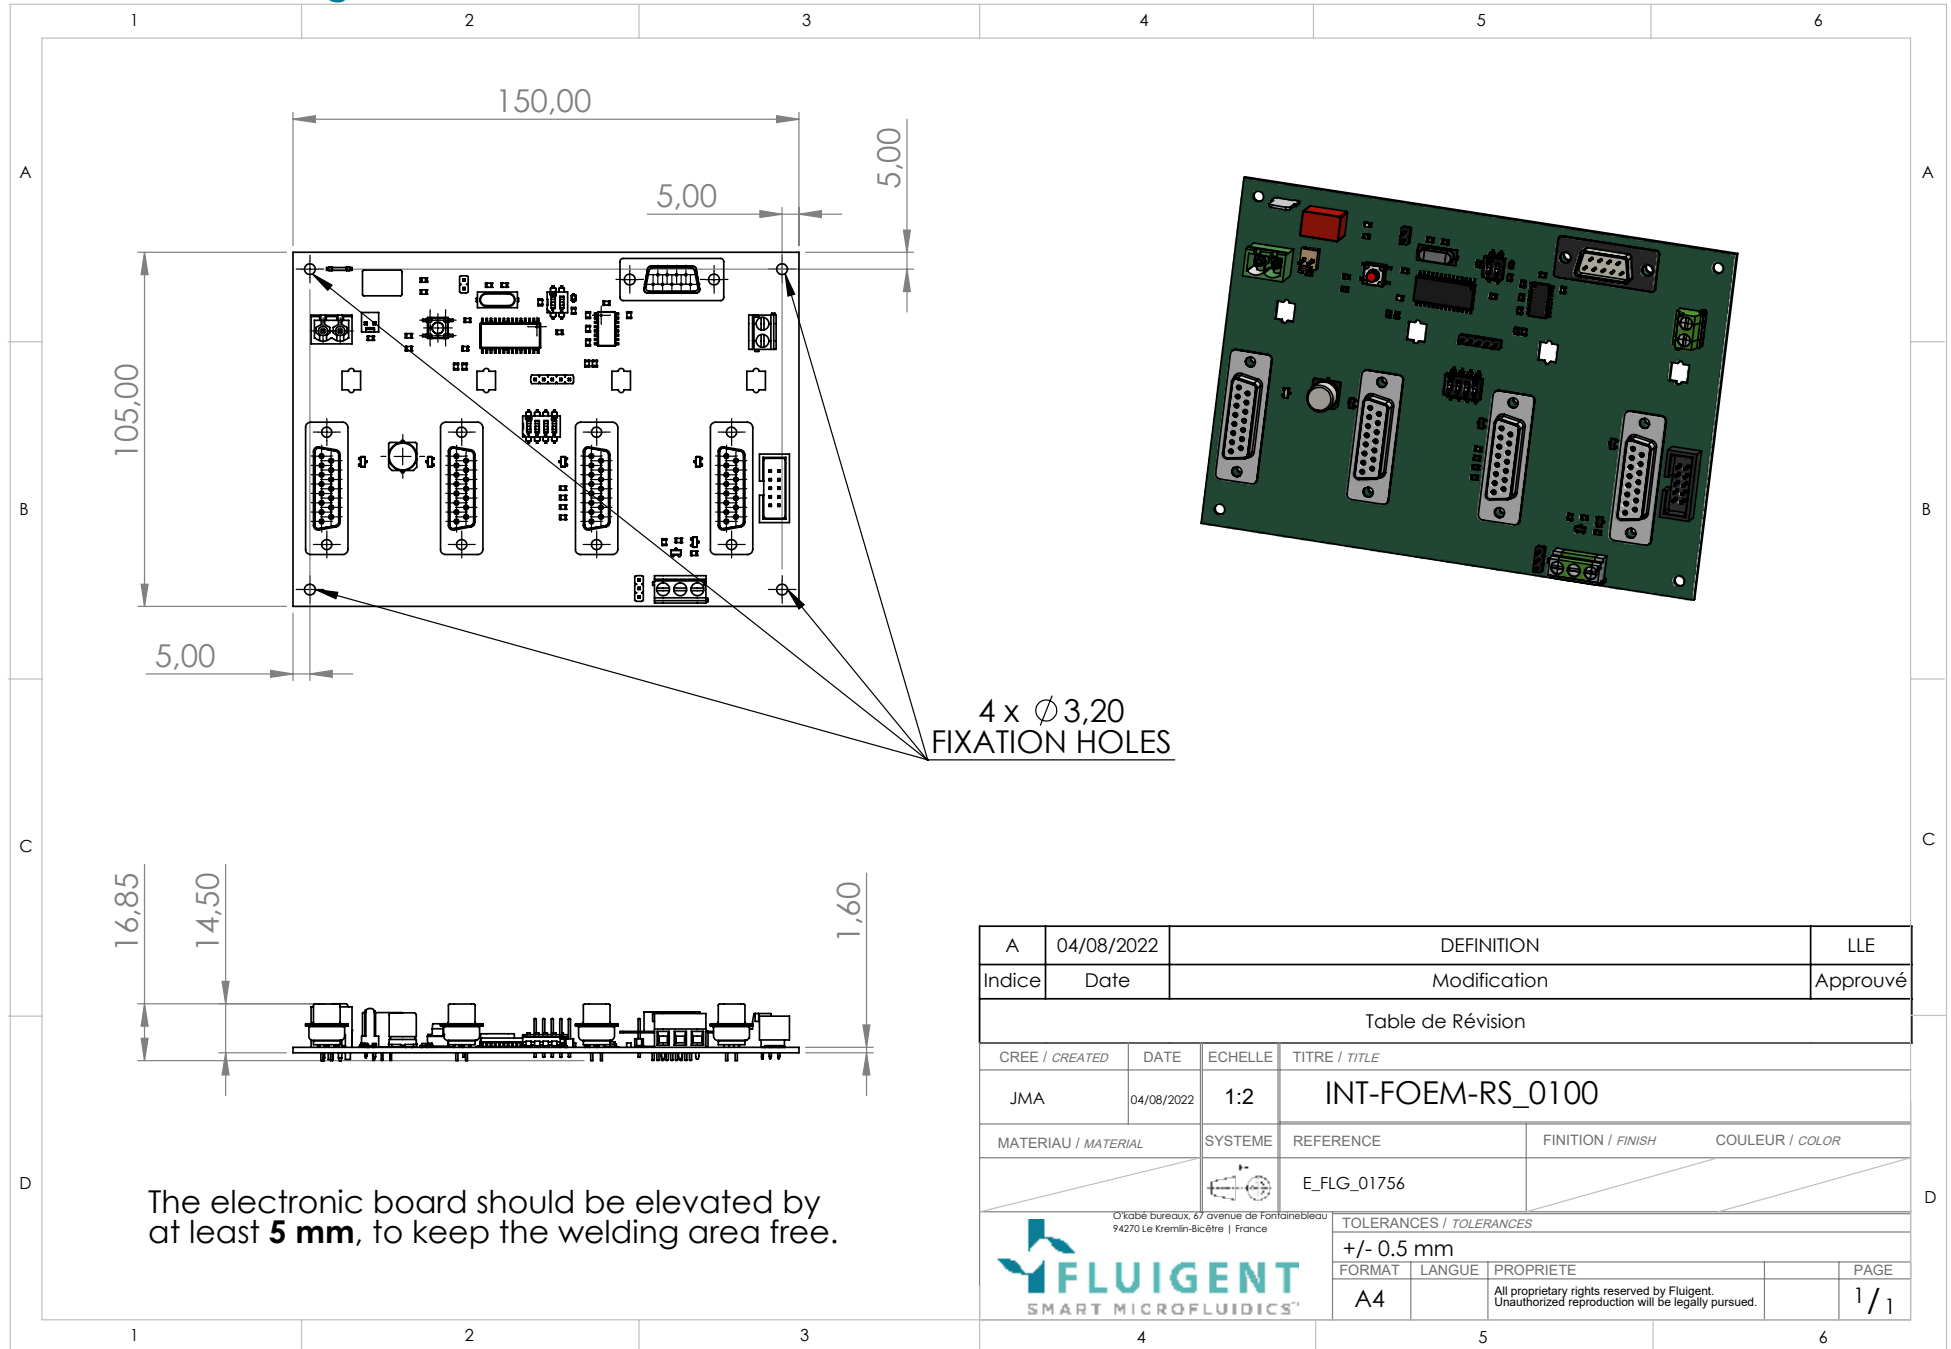 1 2 3 4 5 6
A A
B B
C C
D D
150,00
5,00
5,00
105,00
5,00
4 x ∅ 3,20
FIXATION HOLES
16,85
14,50
1,60
The electronic board should be elevated by
at least 5 mm, to keep the welding area free.
A 04/08/2022 DEFINITION LLE
Indice Date Modification Approuvé
Table de Révision
CREE / CREATED DATE ECHELLE TITRE / TITLE
JMA 04/08/2022 1:2 INT-FOEM-RS_0100
MATERIAU / MATERIAL SYSTEME REFERENCE FINITION / FINISH COULEUR / COLOR
E_FLG_01756
O'kabé bureaux, 67 avenue de Fontainebleau
94270 Le Kremlin-Bicêtre | France
FLUIGENT
SMART MICROFLUIDICS
TOLERANCES / TOLERANCES
+/- 0.5 mm
FORMAT LANGUE PROPRIETE PAGE
A4 All proprietary rights reserved by Fluigent.
Unauthorized reproduction will be legally pursued.
1 / 1
1 2 3 4 5 6